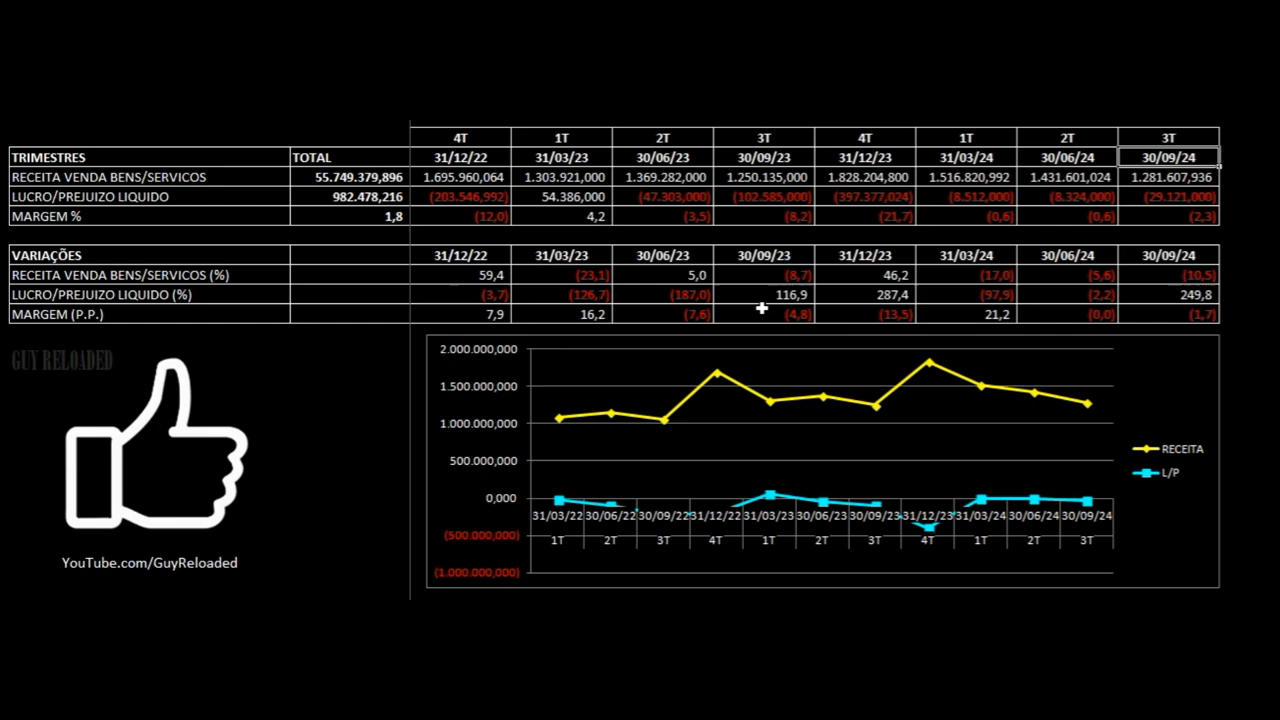 4T 1T 2T 3T 4T 1T 2T 3T
TRIMESTRES TOTAL 31/12/22 31/03/23 30/06/23 30/09/23 31/12/23 31/03/24 30/06/24 30/09/24
RECEITA VENDA BENS/SERVICOS 55.749.379,896 1.695.960,064 1.303.921,000 1.369.282,000 1.250.135,000 1.828.204,800 1.516.820,992 1.431.601,024 1.281.607,936
LUCRO/PREJUIZO LIQUIDO 982.478,216 (203.546,992) 54.386,000 (47.303,000) (102.585,000) (397.377,024) (8.512,000) (8.324,000) (29.121,000)
MARGEM % 1,8 (12,0) 4,2 (3,5) (8,2) (21,7) (0,6) (0,6) (2,3)
VARIAÇÕES 31/12/22 31/03/23 30/06/23 30/09/23 31/12/23 31/03/24 30/06/24 30/09/24
RECEITA VENDA BENS/SERVICOS (%) 59,4 (23,1) 5,0 (8,7) 46,2 (17,0) (5,6) (10,5)
LUCRO/PREJUIZO LIQUIDO (%) (3,7) (126,7) (187,0) 116,9 287,4 (97,9) (2,2) 249,8
MARGEM (P.P.) 7,9 16,2 (7,6) (4,8) (13,5) 21,2 (0,0) (1,7)
GUY RELOADED
2.000.000,000
1.500.000,000
1.000.000,000
500.000,000
0,000
(500.000,000)
(1.000.000,000)
31/03/22 30/06/22 30/09/22 31/12/22 31/03/23 30/06/23 30/09/23 31/12/23 31/03/24 30/06/24 30/09/24
1T 2T 3T 4T 1T 2T 3T 4T 1T 2T 3T
RECEITA
L/P
YouTube.com/GuyReloaded